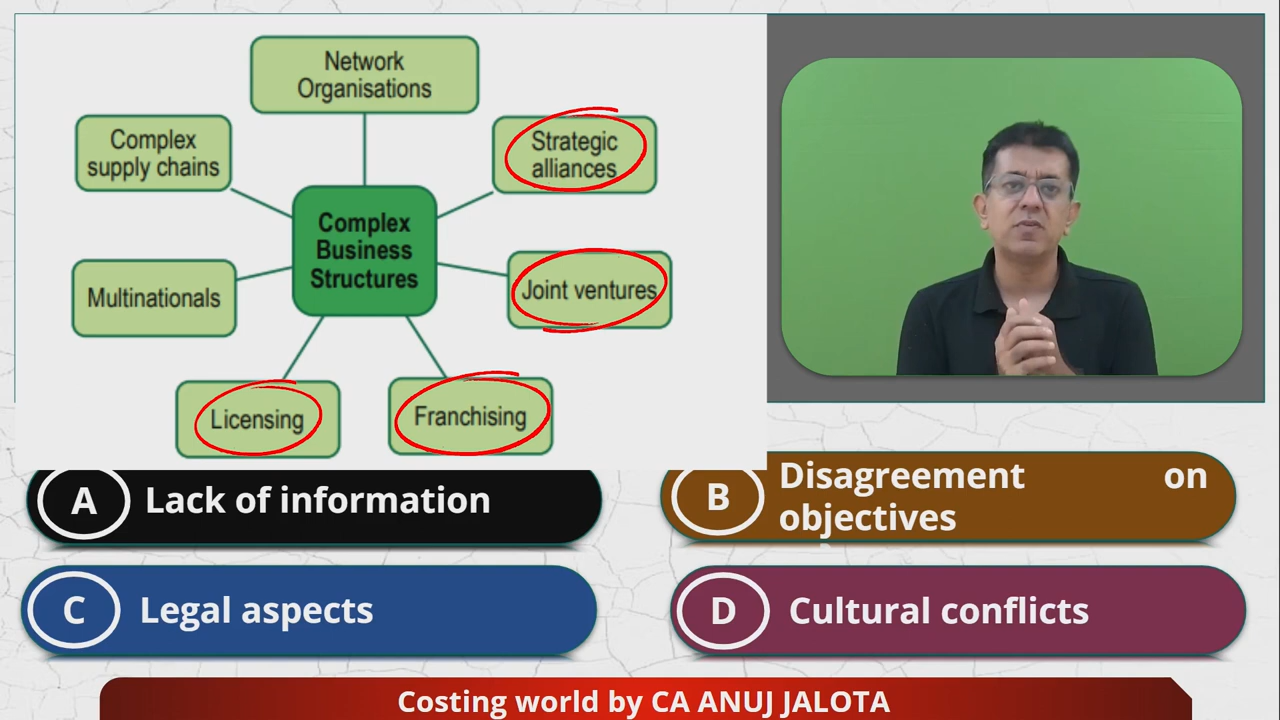 Network
Organisations
Complex
supply chains
Strategic
alliances
Complex
Business
Structures
Multinationals
Joint ventures
Licensing
Franchising
A
Lack of information
B
Disagreement on
objectives
C
Legal aspects
D
Cultural conflicts
Costing world by CA ANUJ JALOTA